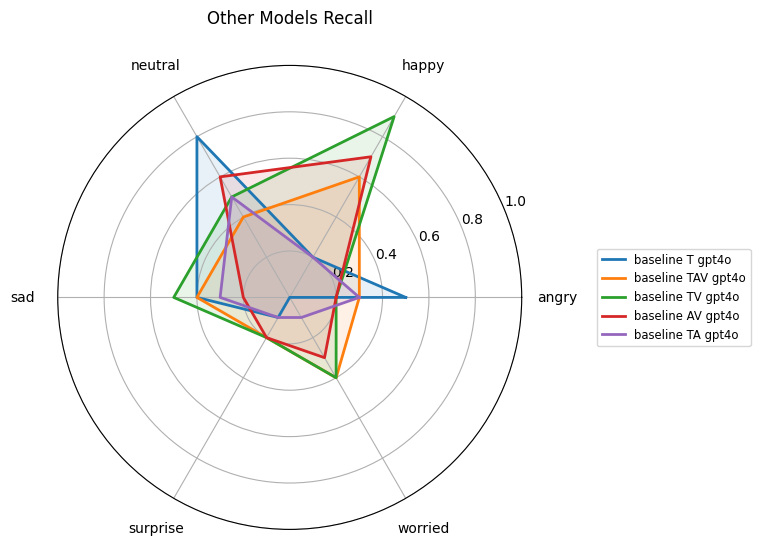 Other Models Recall
neutral
happy
1.0
0.8
0.6
0.4
0.2
sad
angry
surprise
worried
baseline T gpt4o
baseline TAV gpt4o
baseline TV gpt4o
baseline AV gpt4o
baseline TA gpt4o